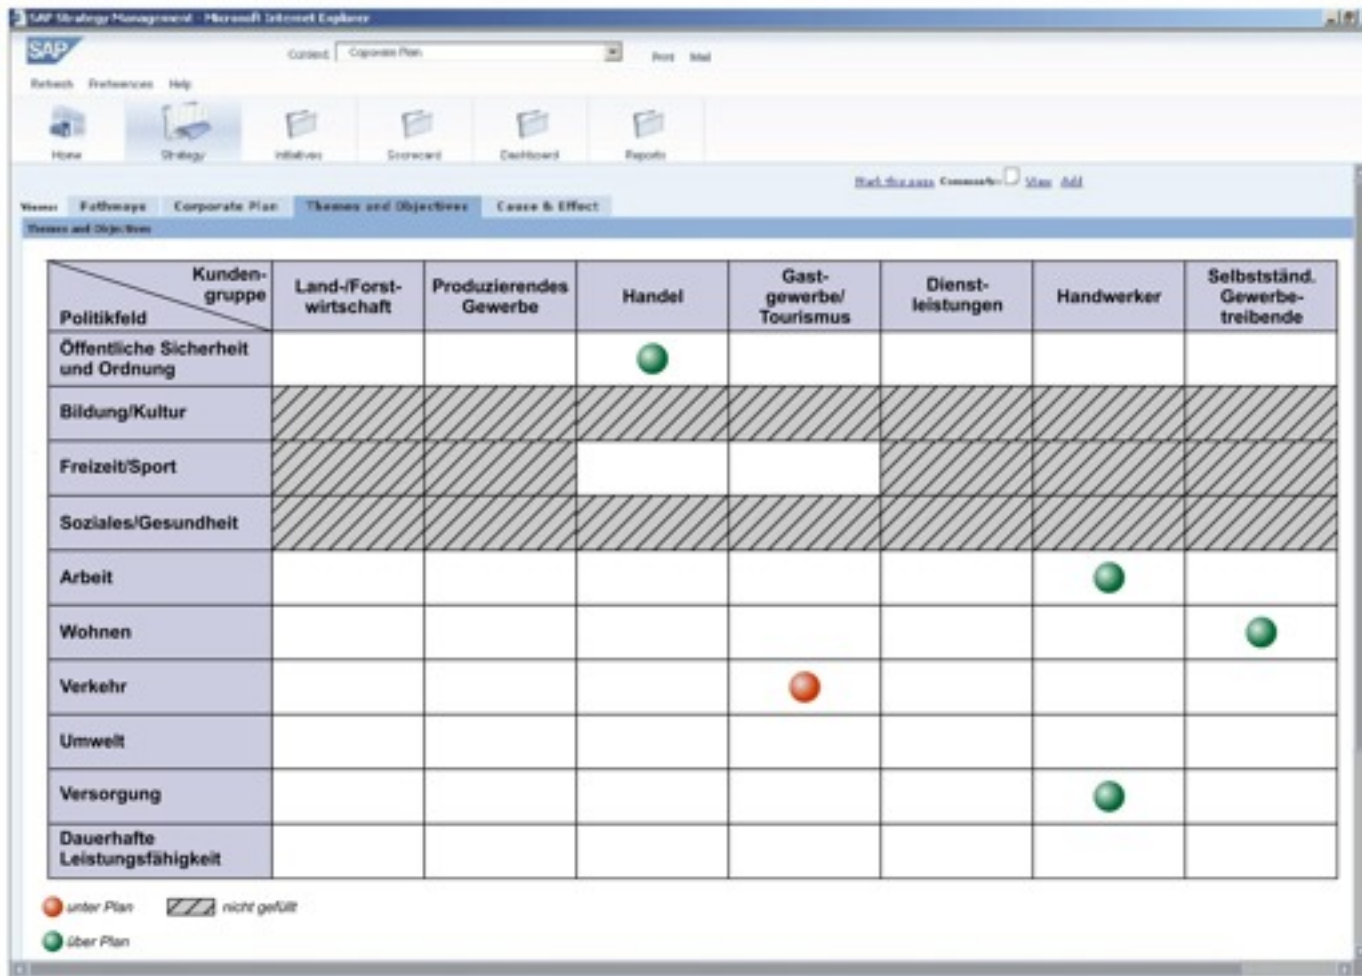 SAP Strategy Management - Microsoft Internet Explorer
SAP
Context: Corporate Plan Print Mail
Refresh Preferences Help
Home Strategy Initiatives Scorecard Dashboard Reports
Mark this page Comments: View Add
Pathways Corporate Plan Themes and Objectives Cause & Effect
Themes and Objectives
Kunden-
gruppe
Politikfeld
Land-/Forst-
wirtschaft
Produzierendes
Gewerbe
Handel
Gast-
gewerbe/
Tourismus
Dienst-
leistungen
Handwerker
Selbstständ.
Gewerbe-
treibende
Öffentliche Sicherheit
und Ordnung
Bildung/Kultur
Freizeit/Sport
Soziales/Gesundheit
Arbeit
Wohnen
Verkehr
Umwelt
Versorgung
Dauerhafte
Leistungsfähigkeit
unter Plan nicht gefüllt
über Plan